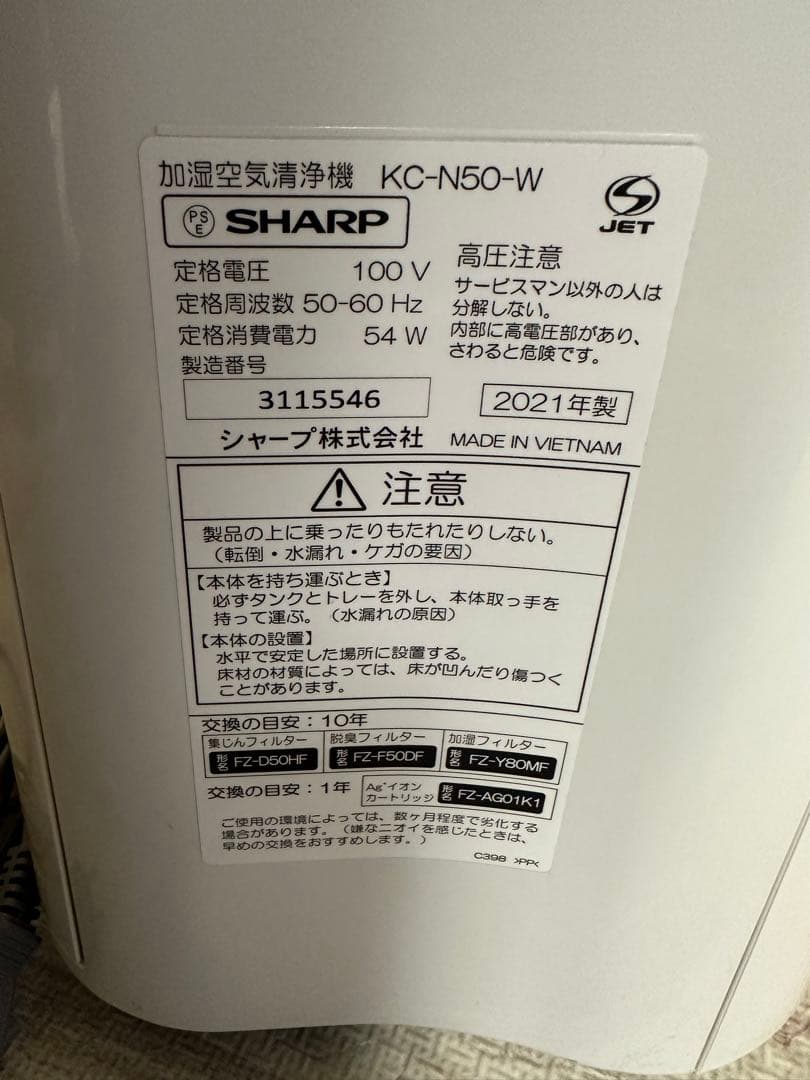 加湿空気清浄機 KC-N50-W
PSE SHARP
JET
定格電圧 100 V
定格周波数 50-60 Hz
定格消費電力 54 W
製造番号
3115546
高圧注意
サービスマン以外の人は
分解しない。
内部に高電圧部があり、
さわると危険です。
2021年製
シャープ株式会社 MADE IN VIETNAM
注意
製品の上に乗ったりもたれたりしない。
（転倒・水漏れ・ケガの要因）
【本体を持ち運ぶとき】
必ずタンクとトレーを外し、本体取っ手を
持って運ぶ。（水漏れの原因）
【本体の設置】
水平で安定した場所に設置する。
床材の材質によっては、床が凹んだり傷つく
ことがあります。
交換の目安：10年
集じんフィルター 脱臭フィルター 加湿フィルター
形名 FZ-D50HF 形名 FZ-F50DF 形名 FZ-Y80MF
交換の目安：1年 Ag⁺イオンカートリッジ 形名 FZ-AG01K1
ご使用の環境によっては、数ヶ月程度で劣化する
場合があります。（嫌なニオイを感じたときは、
早めの交換をおすすめします。）
C398 >PP<